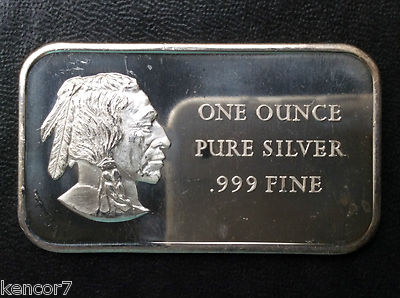 ONE OUNCE
PURE SILVER
.999 FINE
kencor7